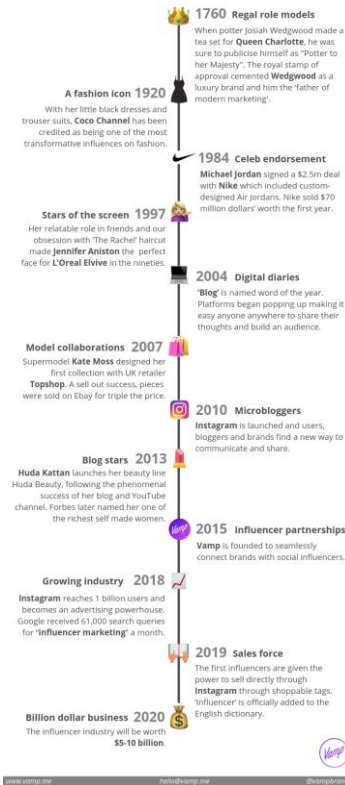 1760 Regal role models
When potter Josiah Wedgwood made a
tea set for Queen Charlotte, he was
sure to publicise himself as "Potter to
her Majesty". The royal stamp of
approval cemented Wedgwood as a
luxury brand and him the 'father of
modern marketing'.
A fashion icon 1920
With her little black dresses and
trouser suits, Coco Channel has been
credited as being one of the most
transformative influences on fashion.
1984 Celeb endorsement
Michael Jordan signed a $2.5m deal
with Nike which included custom-
designed Air Jordans. Nike sold $70
million dollars' worth the first year.
Stars of the screen 1997
Her relatable role in friends and our
obsession with 'The Rachel' haircut
made Jennifer Aniston the perfect
face for L'Oreal Elvive in the nineties.
2004 Digital diaries
'Blog' is named word of the year.
Platforms began popping up making it
easy anyone anywhere to share their
thoughts and build an audience.
Model collaborations 2007
Supermodel Kate Moss designed her
first collection with UK retailer
Topshop. A sell out success, pieces
were sold on Ebay for triple the price.
2010 Microbloggers
Instagram is launched and users,
bloggers and brands find a new way to
communicate and share.
Blog stars 2013
Huda Kattan launches her beauty line
Huda Beauty, following the phenomenal
success of her blog and YouTube
channel. Forbes later named her one of
the richest self made women.
Vamp
2015 Influencer partnerships
Vamp is founded to seamlessly
connect brands with social influencers.
Growing industry 2018
Instagram reaches 1 billion users and
becomes an advertising powerhouse.
Google received 61,000 search queries
for 'influencer marketing' a month.
2019 Sales force
The first influencers are given the
power to sell directly through
Instagram through shoppable tags.
'Influencer' is officially added to the
English dictionary.
Billion dollar business 2020
The influencer industry will be worth
$5-10 billion.
Vamp
www.vamp.me hello@vamp.me @vampbran